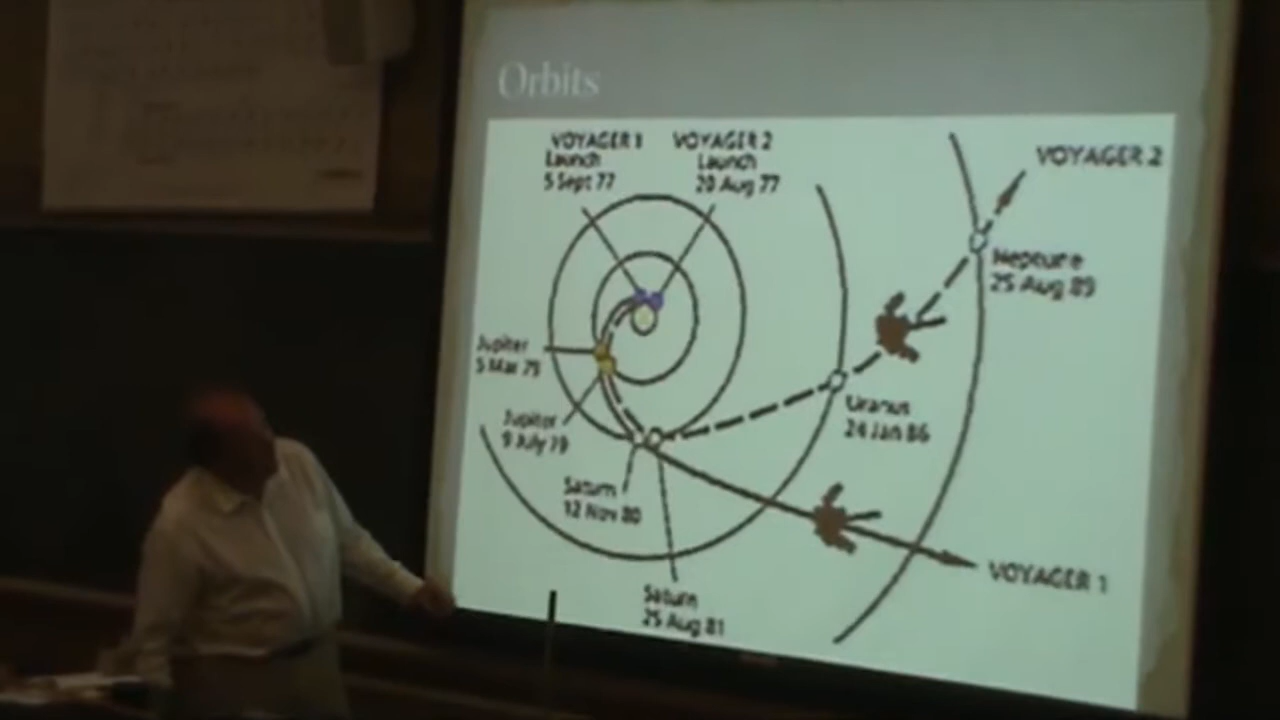 Orbits
VOYAGER 1
Launch
5 Sept 77
VOYAGER 2
Launch
20 Aug 77
VOYAGER 2
Neptune
25 Aug 89
Jupiter
5 Mar 79
Jupiter
9 July 79
Uranus
24 Jan 86
Saturn
12 Nov 80
VOYAGER 1
Saturn
25 Aug 81